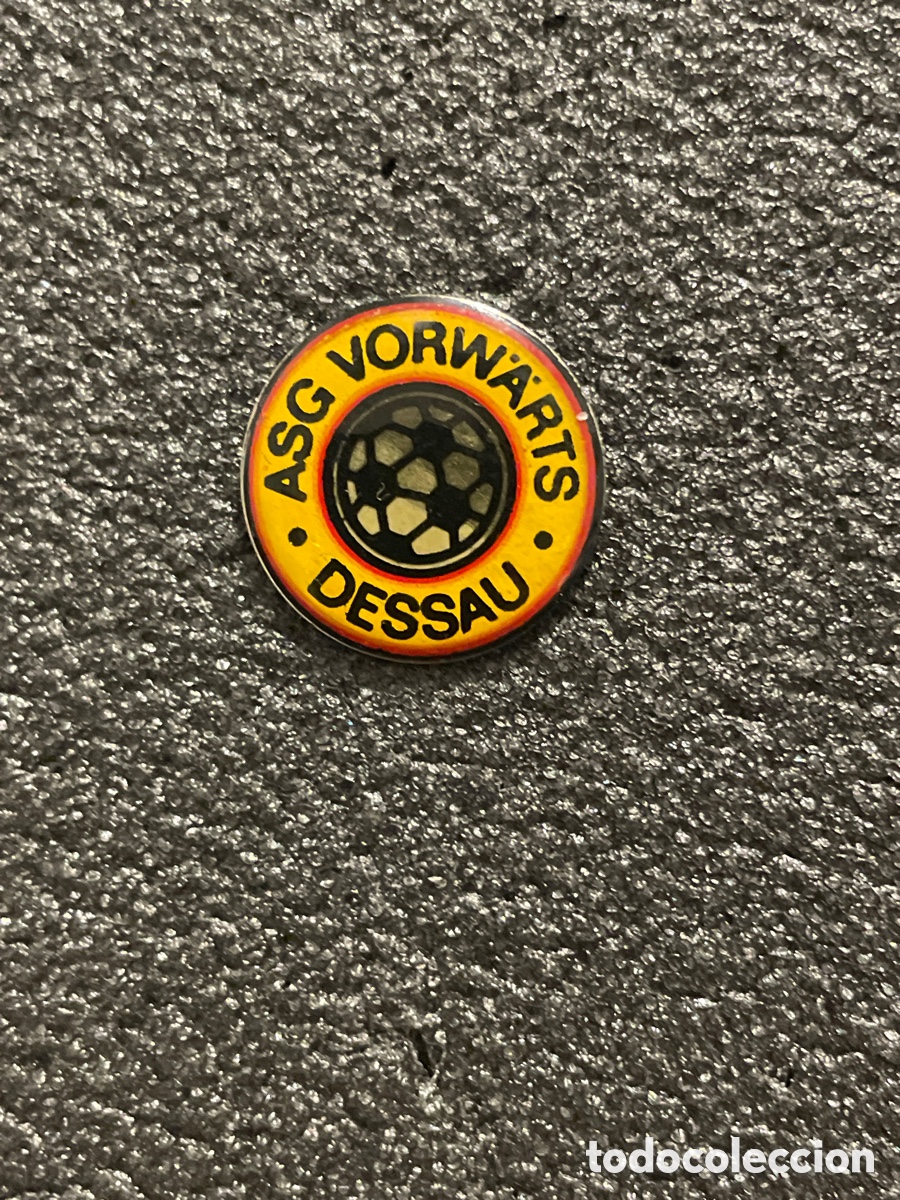 ASG VORWÄRTS
• DESSAU •
todocoleccion